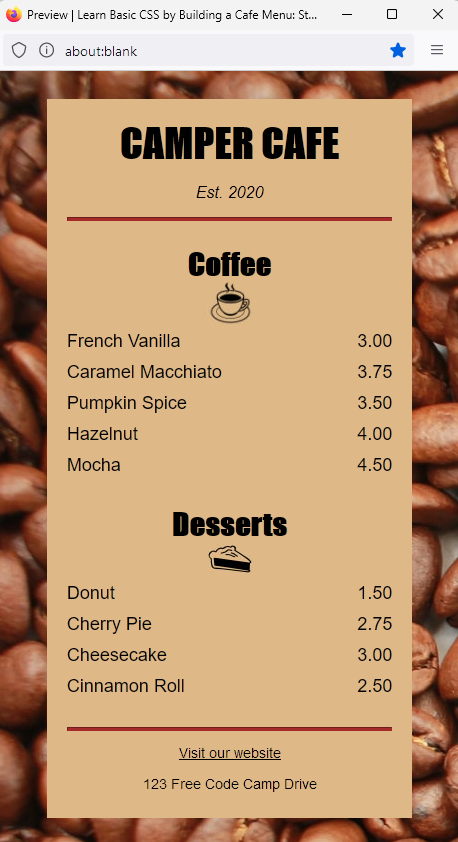 Preview | Learn Basic CSS by Building a Cafe Menu: St...
about:blank
CAMPER CAFE
Est. 2020
Coffee
French Vanilla 3.00
Caramel Macchiato 3.75
Pumpkin Spice 3.50
Hazelnut 4.00
Mocha 4.50
Desserts
Donut 1.50
Cherry Pie 2.75
Cheesecake 3.00
Cinnamon Roll 2.50
Visit our website
123 Free Code Camp Drive